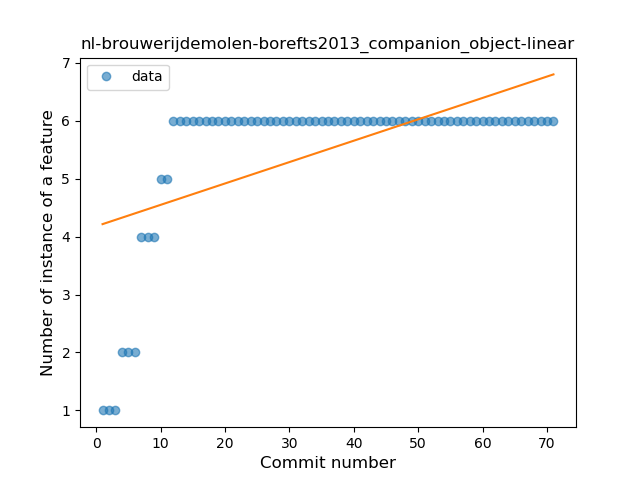 nl-brouwerijdemolen-borefts2013_companion_object-linear
data
Number of instance of a feature
7
6
5
4
3
2
1
0 10 20 30 40 50 60 70
Commit number